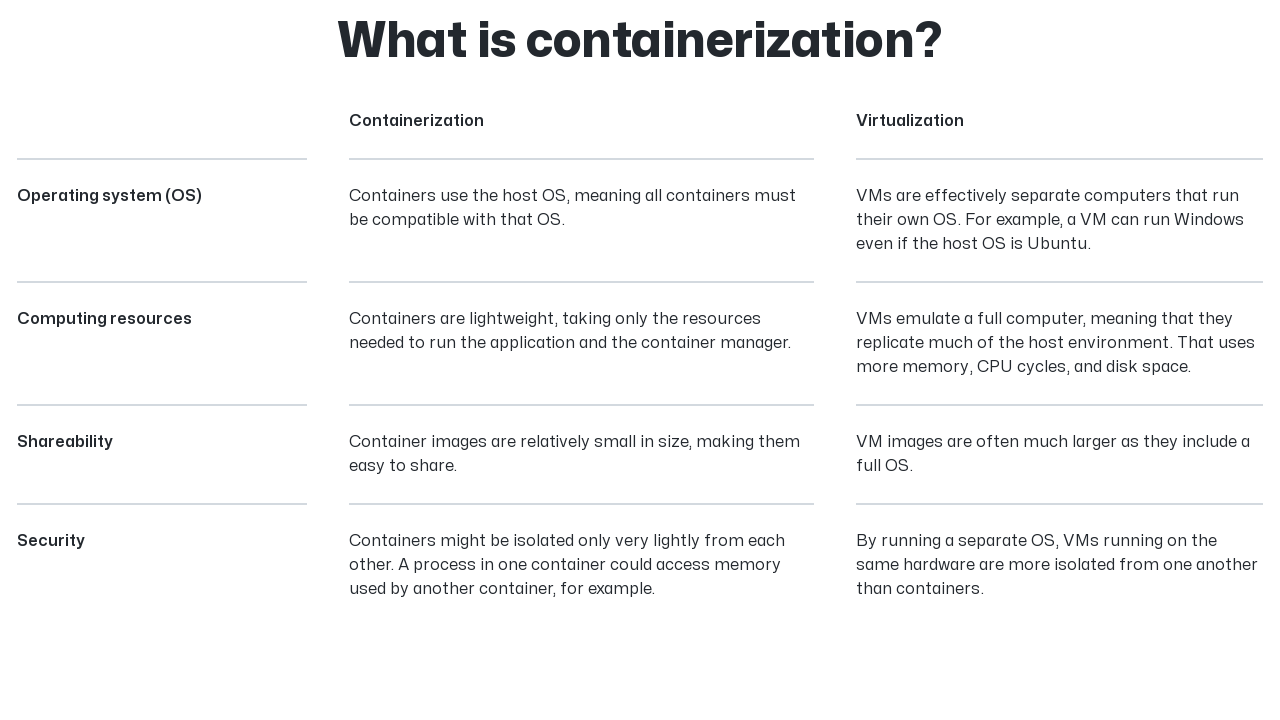 What is containerization?
Containerization
Virtualization
Operating system (OS)
Containers use the host OS, meaning all containers must
be compatible with that OS.
VMs are effectively separate computers that run
their own OS. For example, a VM can run Windows
even if the host OS is Ubuntu.
Computing resources
Containers are lightweight, taking only the resources
needed to run the application and the container manager.
VMs emulate a full computer, meaning that they
replicate much of the host environment. That uses
more memory, CPU cycles, and disk space.
Shareability
Container images are relatively small in size, making them
easy to share.
VM images are often much larger as they include a
full OS.
Security
Containers might be isolated only very lightly from each
other. A process in one container could access memory
used by another container, for example.
By running a separate OS, VMs running on the
same hardware are more isolated from one another
than containers.